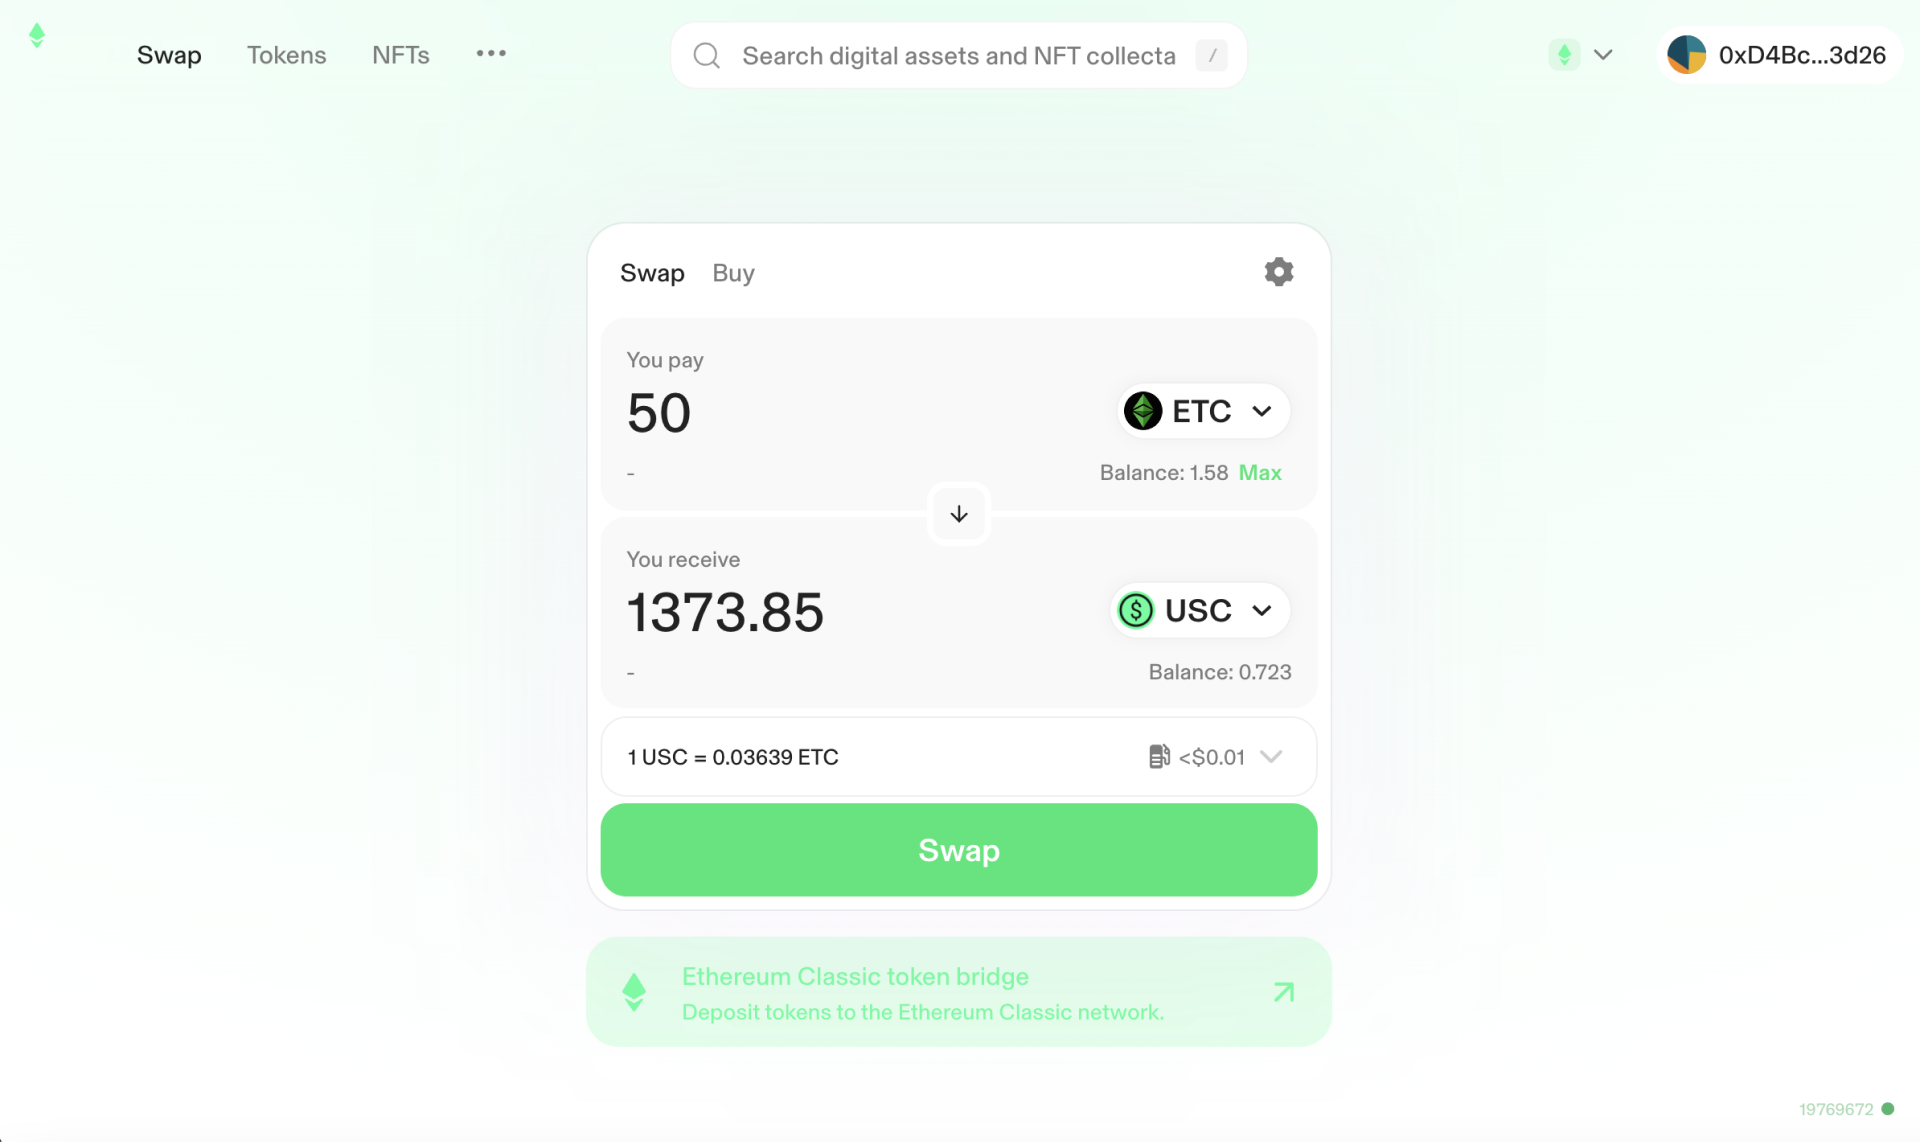 Swap Tokens NFTs ••• Search digital assets and NFT collecta / 0xD4Bc...3d26
Swap Buy
You pay
50 ETC
- Balance: 1.58 Max
You receive
1373.85 $ USC
- Balance: 0.723
1 USC = 0.03639 ETC <$0.01
Swap
Ethereum Classic token bridge
Deposit tokens to the Ethereum Classic network.
19769672